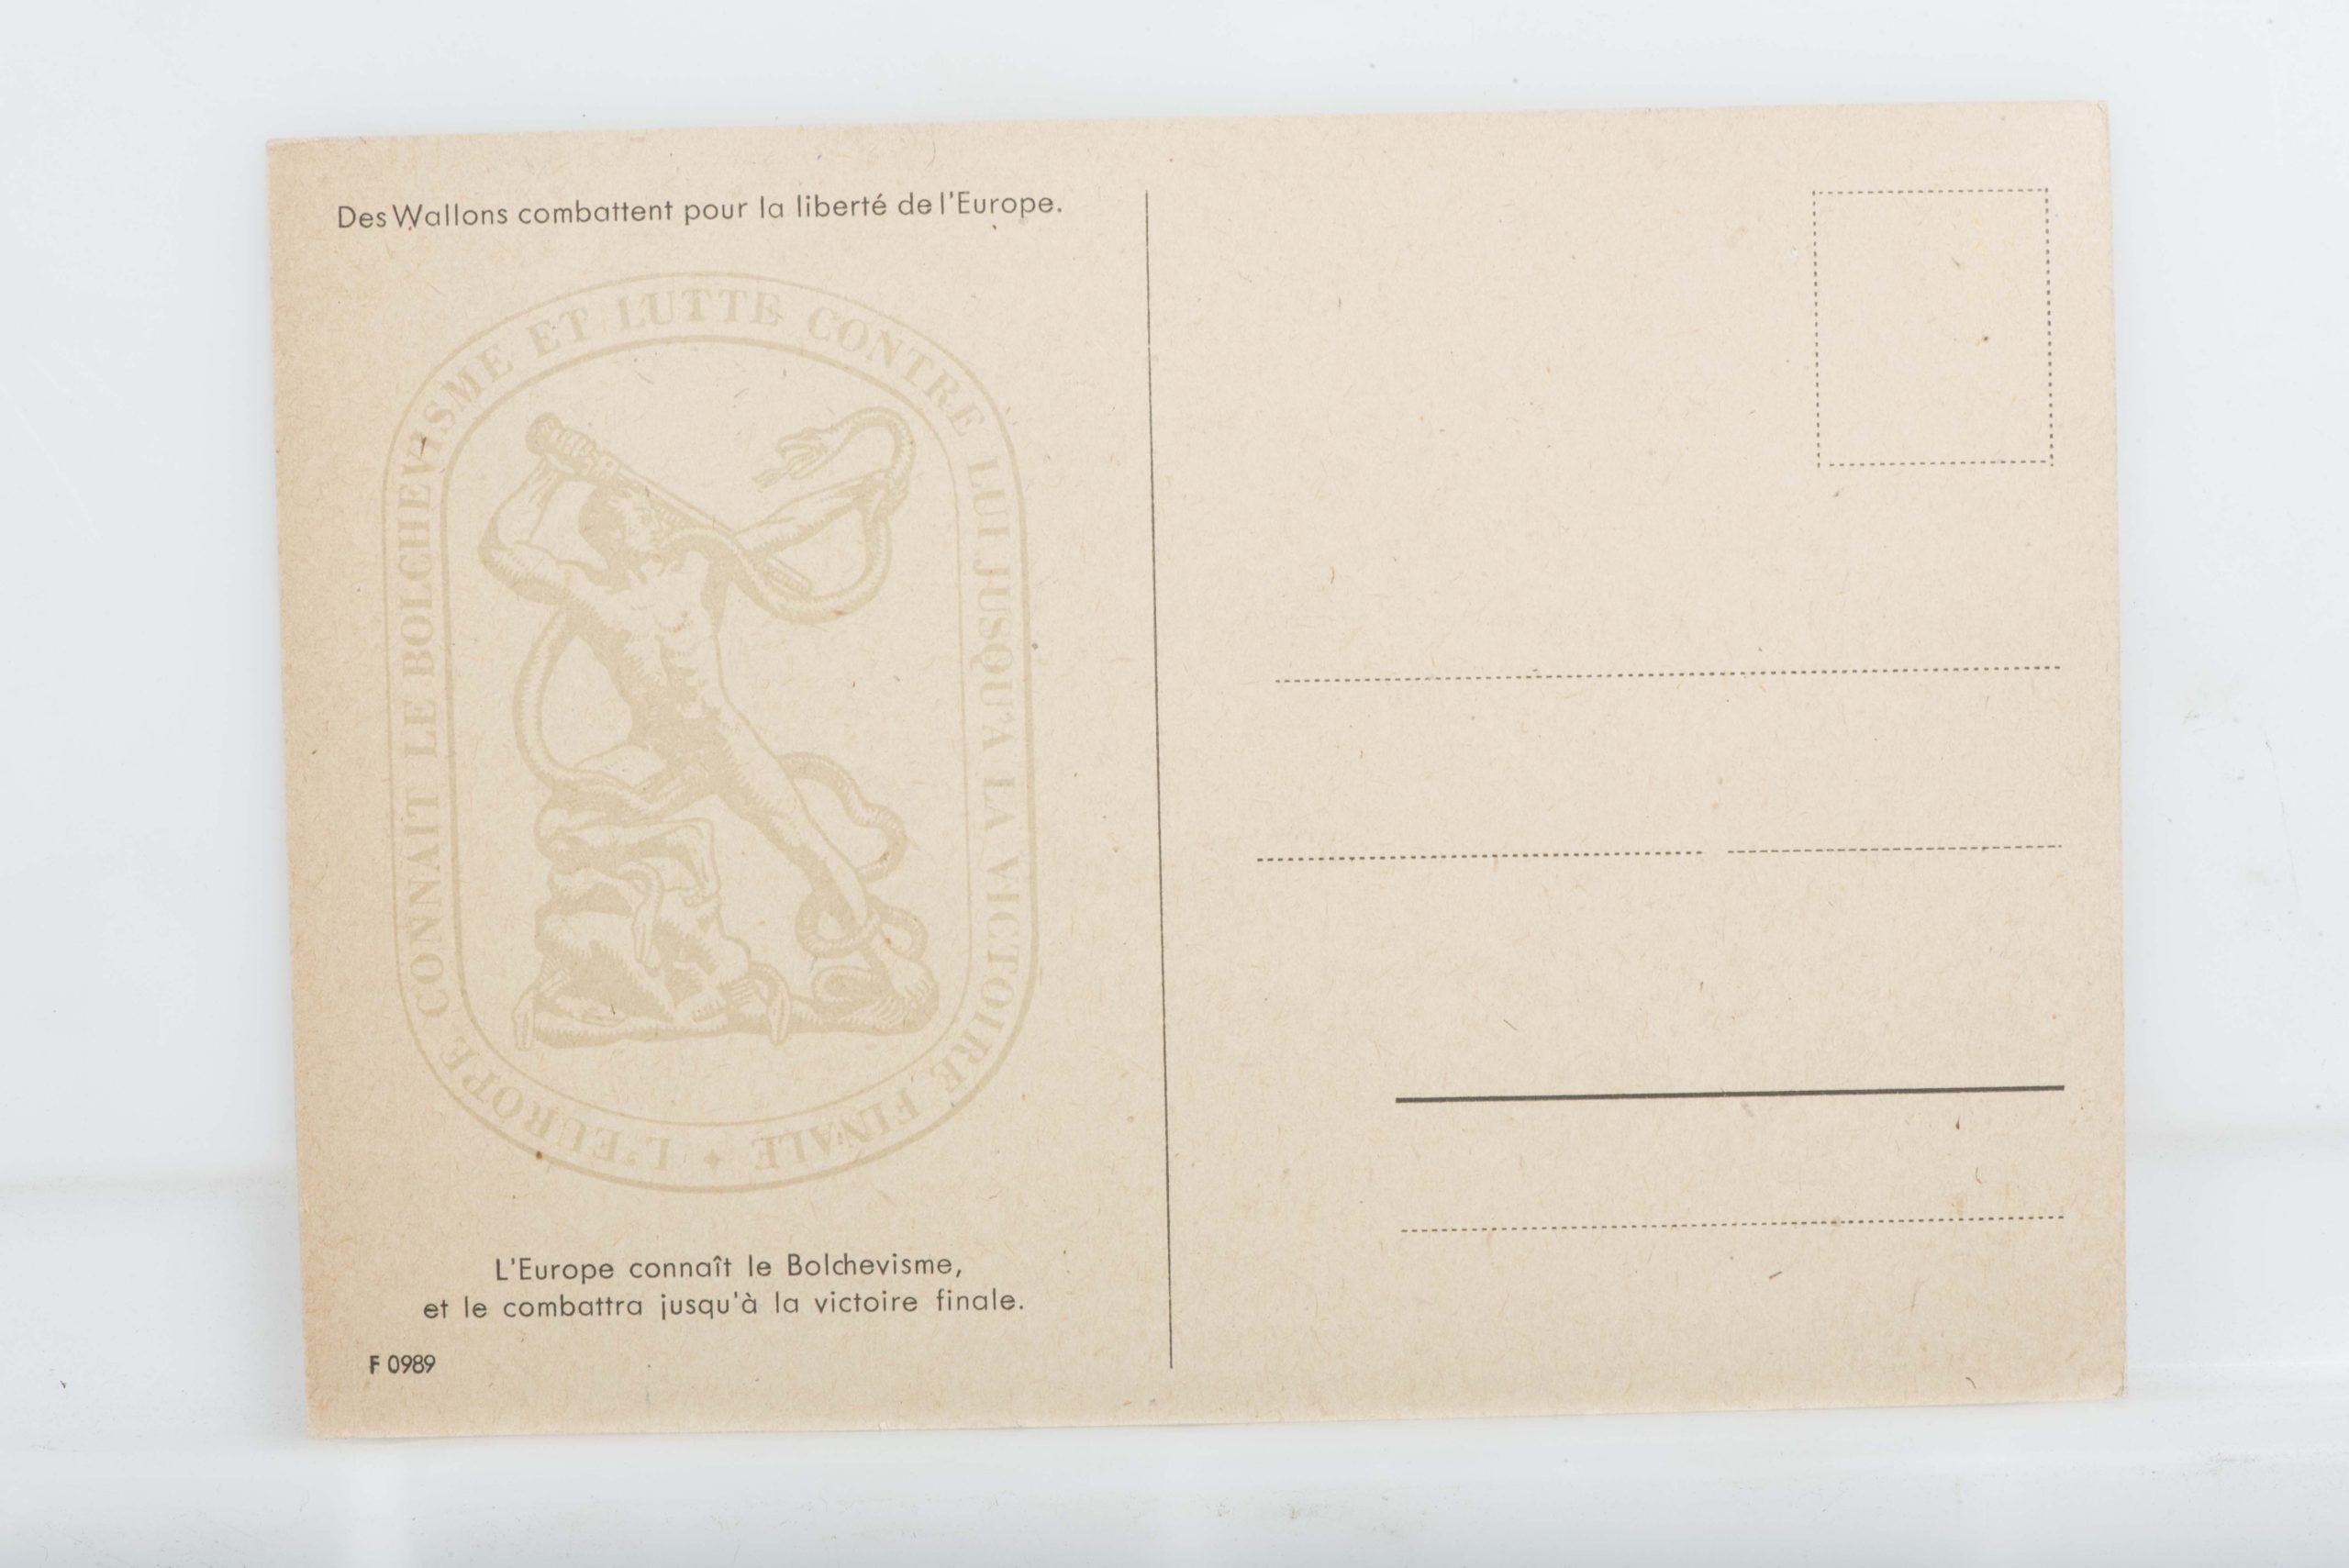 Des Wallons combattent pour la liberté de l'Europe.
L'EUROPE CONNAIT LE BOLCHEVISME ET LUTTE CONTRE LUI JUSQU'A LA VICTOIRE FINALE ✦
L'Europe connaît le Bolchevisme,
et le combattra jusqu'à la victoire finale.
F 0989